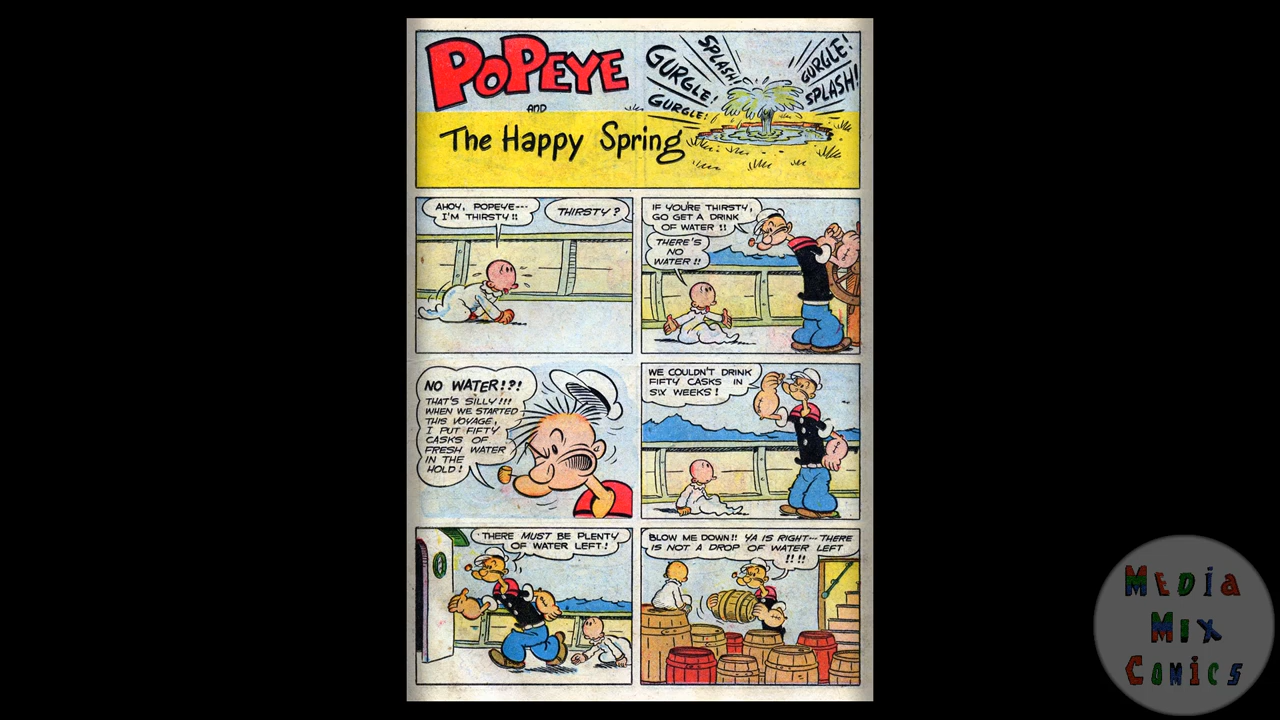 POPEYE
AND
The Happy Spring
GURGLE!
SPLASH!
GURGLE!
GURGLE!
SPLASH!
AHOY, POPEYE---
I'M THIRSTY!!
THIRSTY?
IF YOU'RE THIRSTY,
GO GET A DRINK
OF WATER!!
THERE'S
NO
WATER!!
NO WATER!?!
THAT'S SILLY!!!
WHEN WE STARTED
THIS VOYAGE,
I PUT FIFTY
CASKS OF
FRESH WATER
IN THE
HOLD!
WE COULDN'T DRINK
FIFTY CASKS IN
SIX WEEKS!
THERE MUST BE PLENTY
OF WATER LEFT!
BLOW ME DOWN!! YA IS RIGHT--THERE
IS NOT A DROP OF WATER LEFT
!!!!
MEDiA
MIX
COMICS